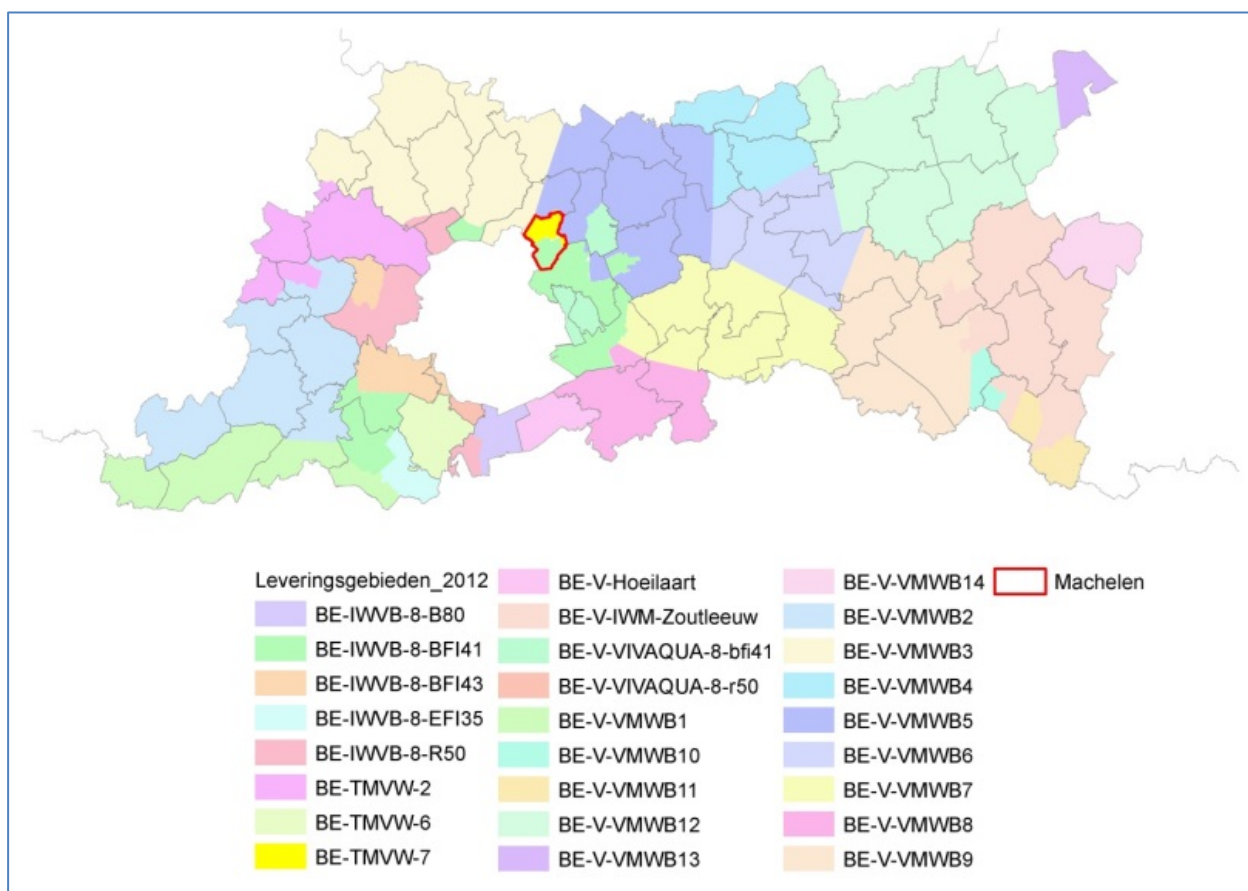 Leveringsgebieden_2012
BE-IWVB-8-B80
BE-IWVB-8-BFI41
BE-IWVB-8-BFI43
BE-IWVB-8-EFI35
BE-IWVB-8-R50
BE-TMVW-2
BE-TMVW-6
BE-TMVW-7
BE-V-Hoeilaart
BE-V-IWM-Zoutleeuw
BE-V-VIVAQUA-8-bfi41
BE-V-VIVAQUA-8-r50
BE-V-VMWB1
BE-V-VMWB10
BE-V-VMWB11
BE-V-VMWB12
BE-V-VMWB13
BE-V-VMWB14
BE-V-VMWB2
BE-V-VMWB3
BE-V-VMWB4
BE-V-VMWB5
BE-V-VMWB6
BE-V-VMWB7
BE-V-VMWB8
BE-V-VMWB9
Machelen